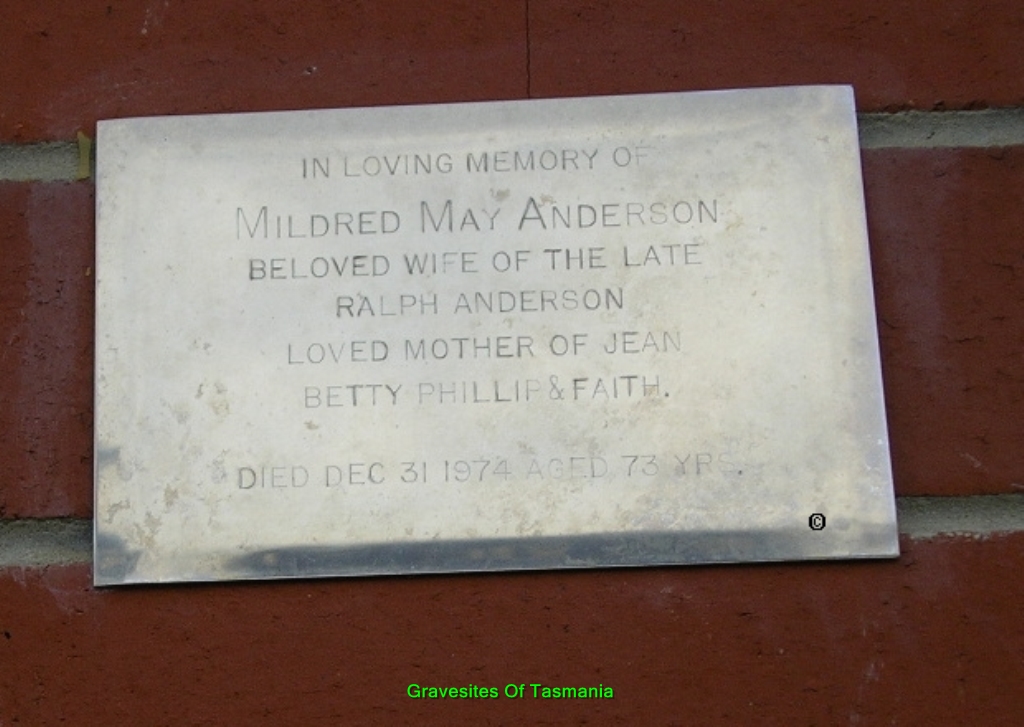 IN LOVING MEMORY OF
MILDRED MAY ANDERSON
BELOVED WIFE OF THE LATE
RALPH ANDERSON
LOVED MOTHER OF JEAN
BETTY PHILLIP & FAITH.
DIED DEC 31 1974 AGED 73 YRS.
©
Gravesites Of Tasmania